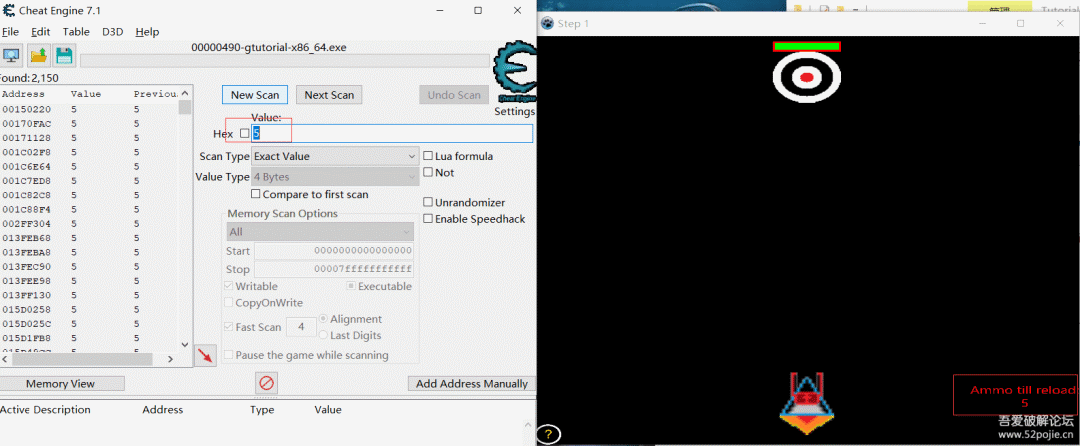 Cheat Engine 7.1
File Edit Table D3D Help
00000490-gtutorial-x86_64.exe
Found: 2,150
Address Value Previou
00150220 5 5
00170FAC 5 5
00171128 5 5
001C02F8 5 5
001C6E64 5 5
001C7ED8 5 5
001C82C8 5 5
001C88F4 5 5
002FF304 5 5
013FEB68 5 5
013FEBA8 5 5
013FEC90 5 5
013FEE98 5 5
013FF130 5 5
015D0258 5 5
015D025C 5 5
015D1FB8 5 5
New Scan Next Scan Undo Scan
Settings
Value:
Hex 5
Scan Type Exact Value
Value Type 4 Bytes
Compare to first scan
Lua formula
Not
Unrandomizer
Enable Speedhack
Memory Scan Options
All
Start 0000000000000000
Stop 00007fffffffffff
Writable Executable
CopyOnWrite
Fast Scan 4 Alignment
Last Digits
Pause the game while scanning
Memory View
Add Address Manually
Active Description Address Type Value
管理
Tutorial
Step 1
Ammo till reload:
5
?
吾爱破解论坛
www.52pojie.cn